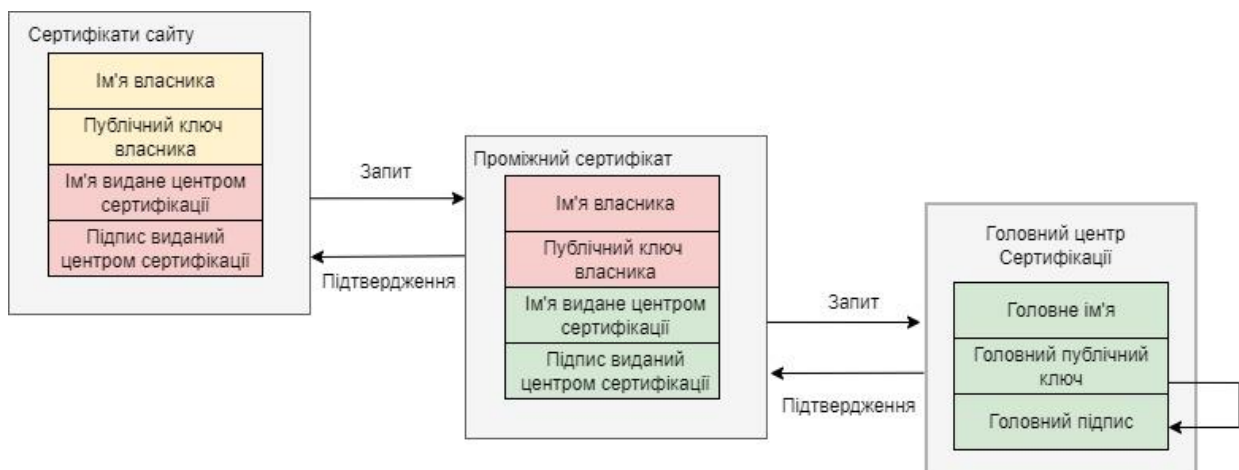 Сертифікати сайту
Ім'я власника
Публічний ключ
власника
Ім'я видане центром
сертифікації
Підпис виданий
центром сертифікації
Запит
Підтвердження
Проміжний сертифікат
Ім'я власника
Публічний ключ
власника
Ім'я видане центром
сертифікації
Підпис виданий
центром сертифікації
Запит
Підтвердження
Головний центр
Сертифікації
Головне ім'я
Головний публічний
ключ
Головний підпис